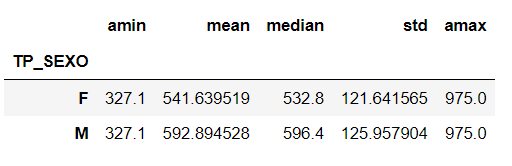 amin mean median std amax
TP_SEXO
F 327.1 541.639519 532.8 121.641565 975.0
M 327.1 592.894528 596.4 125.957904 975.0